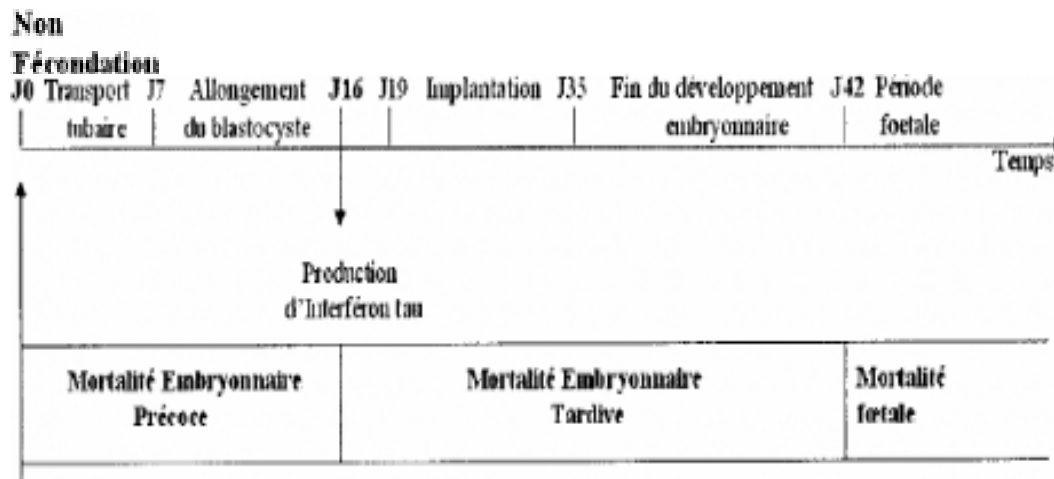 Non
Fécondation
J0 Transport J7 Allongement J16 J19 Implantation J35 Fin du développement J42 Période
tubaire du blastocyste embryonnaire foetale
Temps
Production
d'Interféron tau
Mortalité Embryonnaire Mortalité Embryonnaire Mortalité
Précoce Tardive fœtale